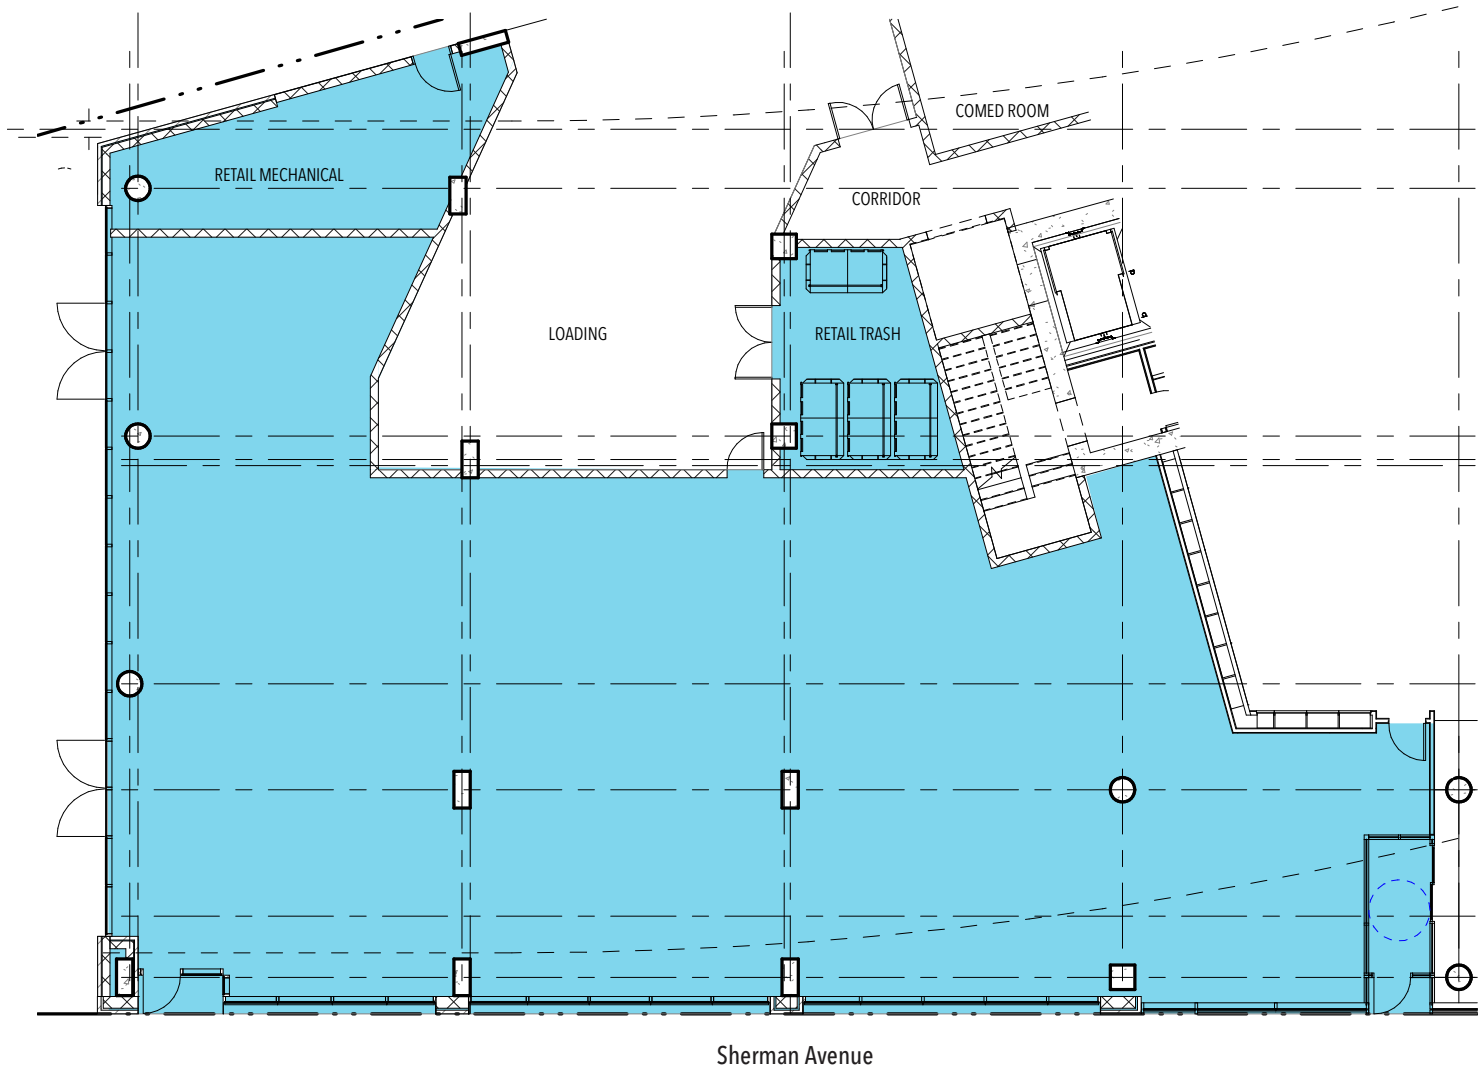 COMED ROOM
RETAIL MECHANICAL
CORRIDOR
LOADING
RETAIL TRASH
Sherman Avenue